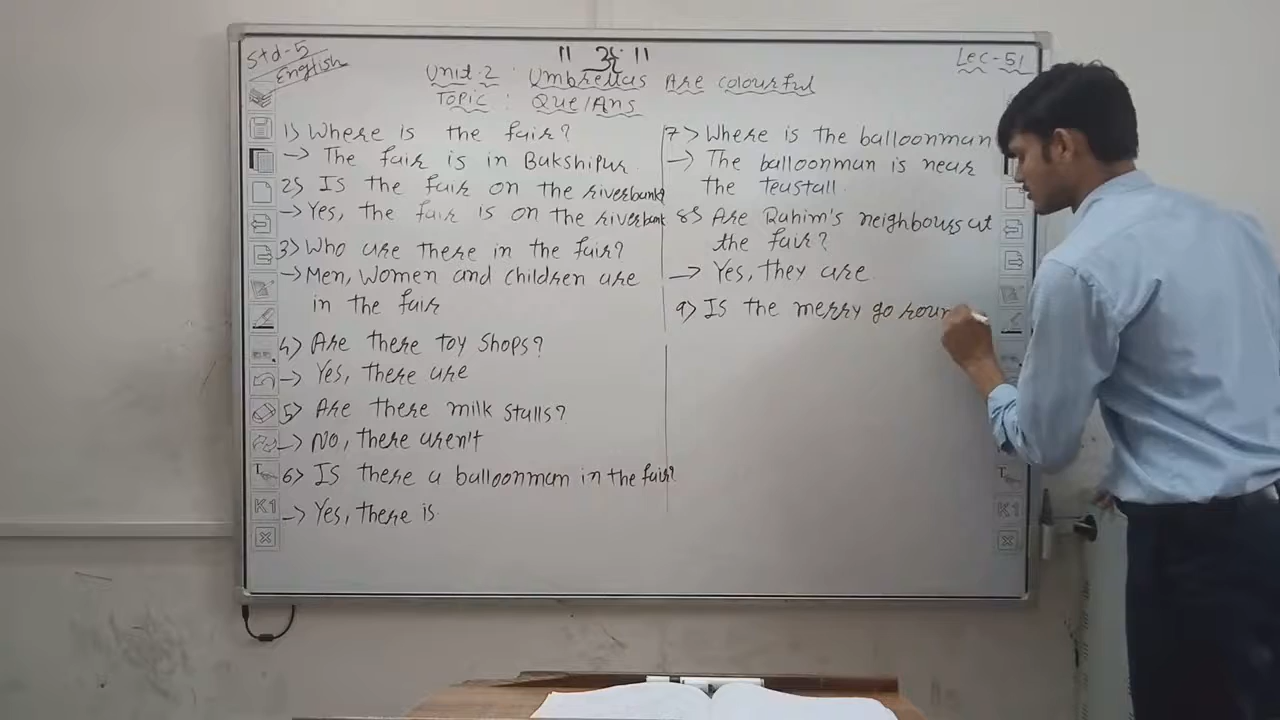 Std-5
English
Lec-51
Unit-2 : Umbrellas Are colourful
Topic : Que/Ans
1> Where is the fair?
→ The fair is in Bakshipur.
2> Is the fair on the riverbank?
→ Yes, the fair is on the riverbank
3> Who are there in the fair?
→ Men, Women and Children are
in the fair
4> Are there toy shops?
→ Yes, there are
5> Are there milk stalls?
→ No, there aren't
6> Is there a balloonman in the fair?
→ Yes, there is.
7> Where is the balloonman
→ The balloonman is near
the teastall.
8> Are Rahim's neighbours at
the fair?
→ Yes, they are.
9> Is the merry go roun
T
K1
K1